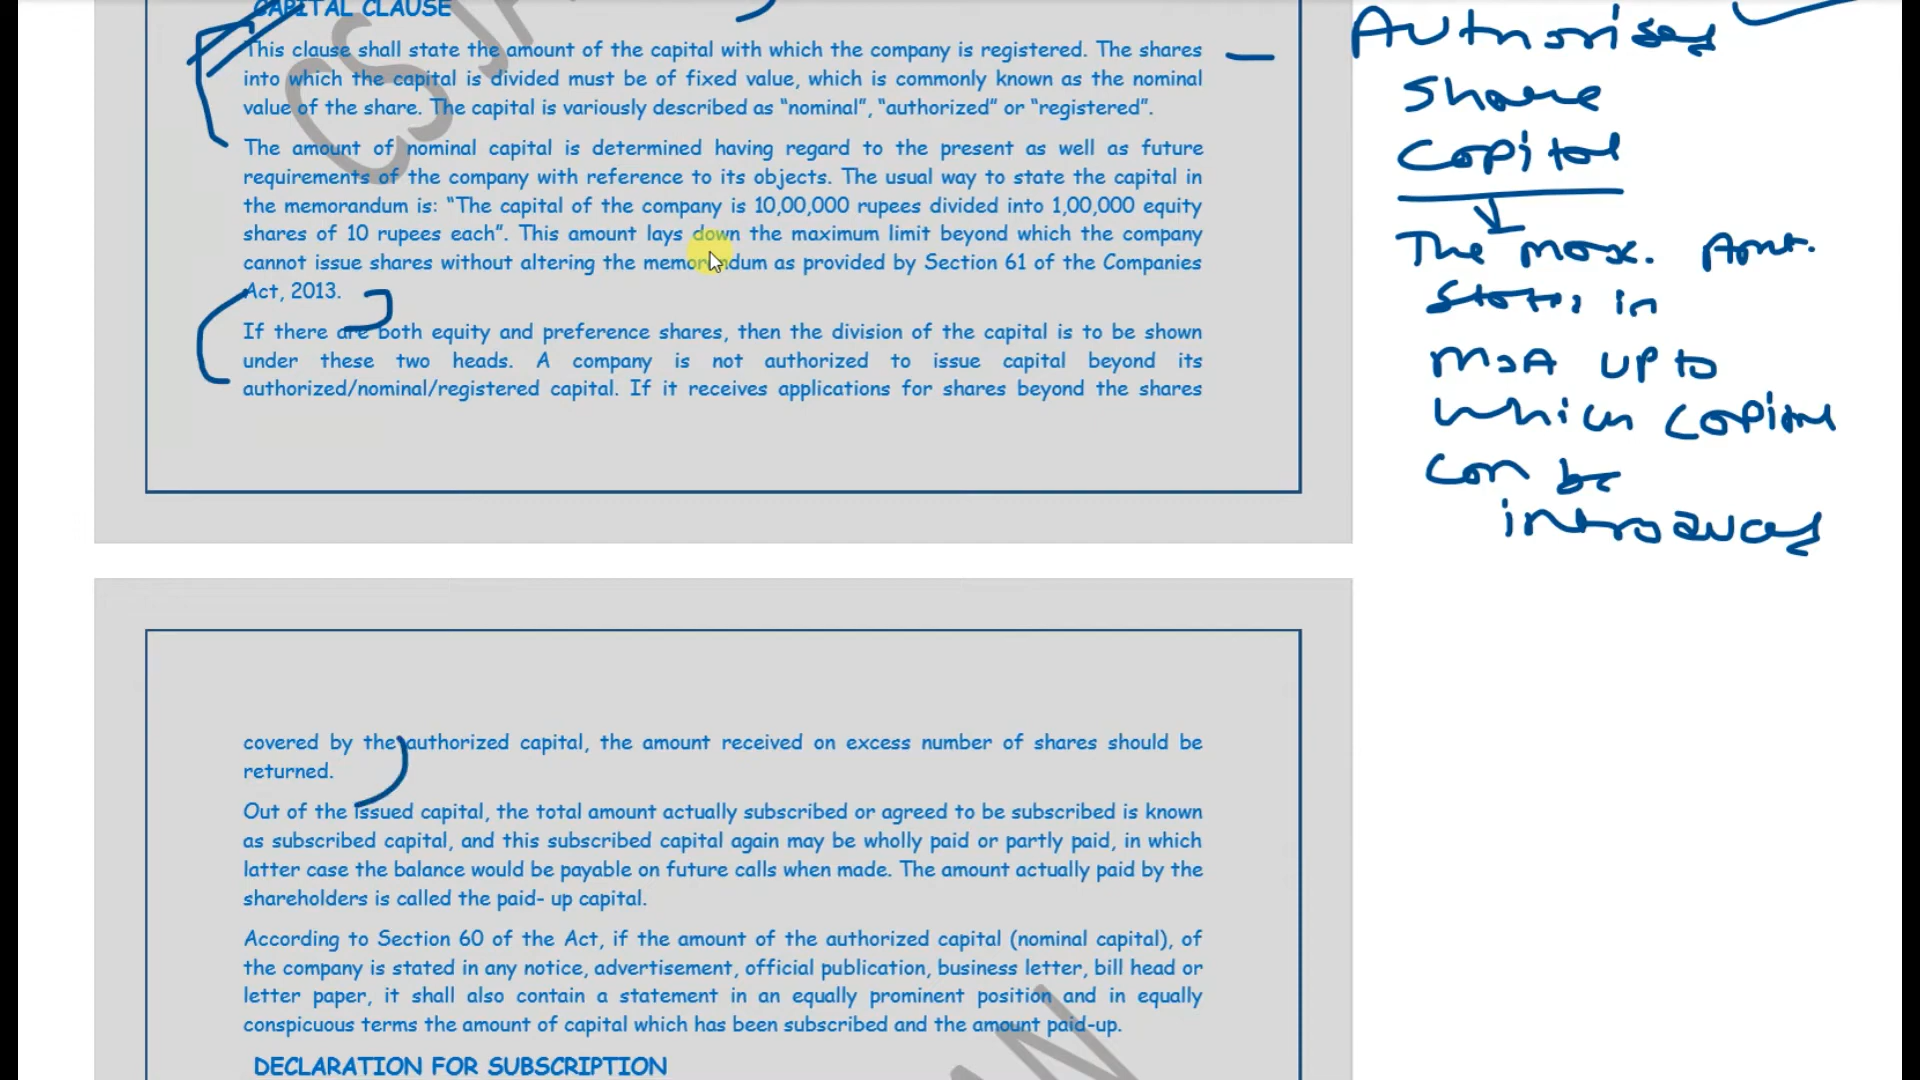 CAPITAL CLAUSE
This clause shall state the amount of the capital with which the company is registered. The shares
into which the capital is divided must be of fixed value, which is commonly known as the nominal
value of the share. The capital is variously described as “nominal”, “authorized” or “registered”.
The amount of nominal capital is determined having regard to the present as well as future
requirements of the company with reference to its objects. The usual way to state the capital in
the memorandum is: “The capital of the company is 10,00,000 rupees divided into 1,00,000 equity
shares of 10 rupees each”. This amount lays down the maximum limit beyond which the company
cannot issue shares without altering the memorandum as provided by Section 61 of the Companies
Act, 2013.
If there are both equity and preference shares, then the division of the capital is to be shown
under these two heads. A company is not authorized to issue capital beyond its
authorized/nominal/registered capital. If it receives applications for shares beyond the shares
Authorised
Share
Capital
The max. Amt.
in
MOA up to
which capital
can be
introduced
covered by the authorized capital, the amount received on excess number of shares should be
returned.
Out of the issued capital, the total amount actually subscribed or agreed to be subscribed is known
as subscribed capital, and this subscribed capital again may be wholly paid or partly paid, in which
latter case the balance would be payable on future calls when made. The amount actually paid by the
shareholders is called the paid- up capital.
According to Section 60 of the Act, if the amount of the authorized capital (nominal capital), of
the company is stated in any notice, advertisement, official publication, business letter, bill head or
letter paper, it shall also contain a statement in an equally prominent position and in equally
conspicuous terms the amount of capital which has been subscribed and the amount paid-up.
DECLARATION FOR SUBSCRIPTION